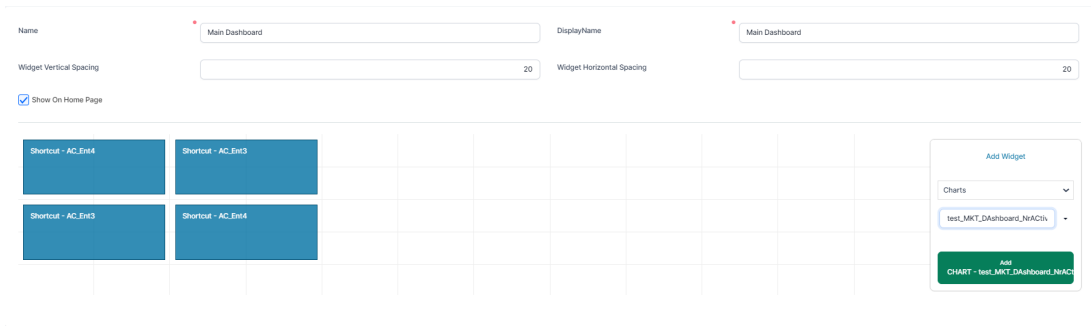 Name * Main Dashboard DisplayName * Main Dashboard
Widget Vertical Spacing 20 Widget Horizontal Spacing 20
Show On Home Page
Shortcut - AC_Ent4 Shortcut - AC_Ent3
Add Widget
Charts
Shortcut - AC_Ent3 Shortcut - AC_Ent4
test_MKT_DAshboard_NrACtiv
Add
CHART - test_MKT_DAshboard_NrACt